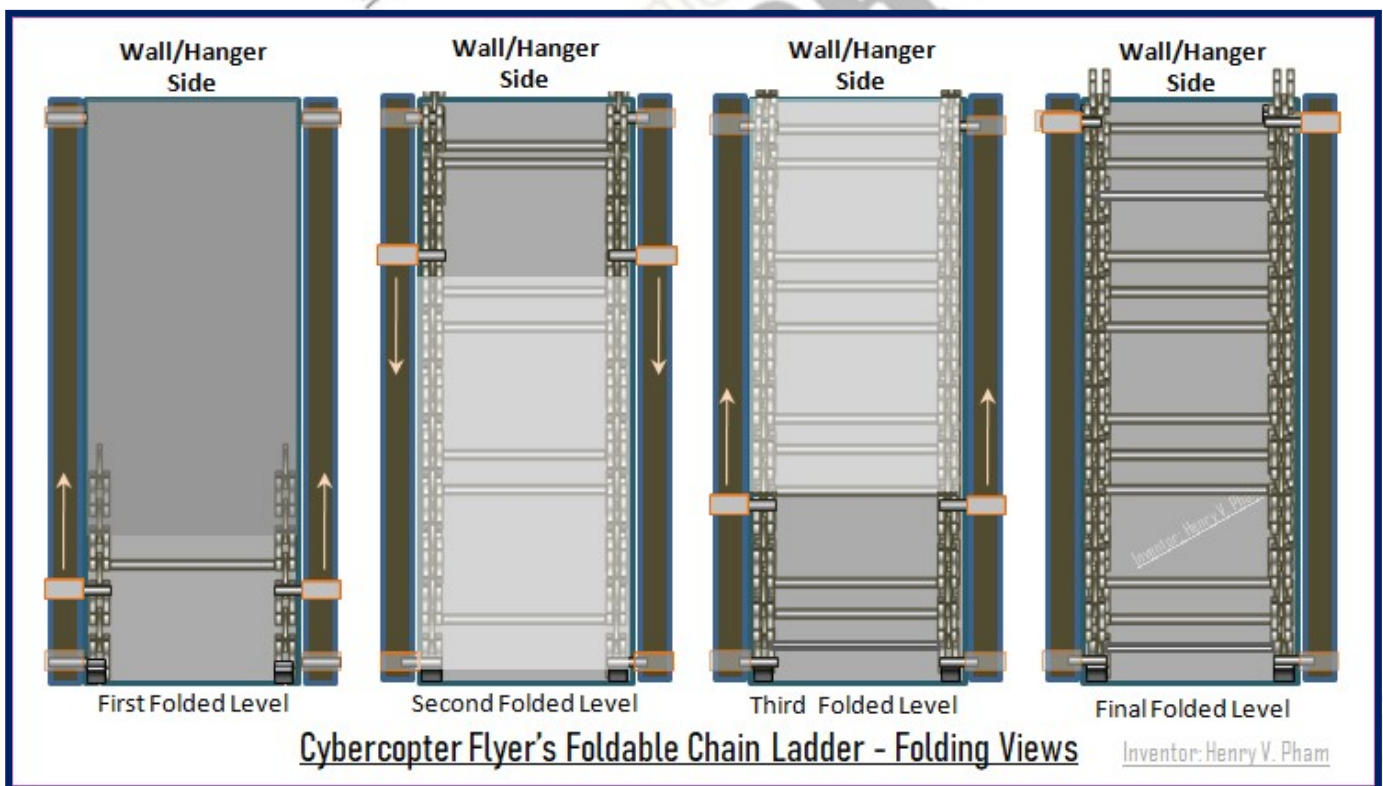 Wall/Hanger
Side
Wall/Hanger
Side
Wall/Hanger
Side
Wall/Hanger
Side
Inventor: Henry V. Pham
First Folded Level
Second Folded Level
Third Folded Level
Final Folded Level
Cybercopter Flyer's Foldable Chain Ladder - Folding Views
Inventor: Henry V. Pham